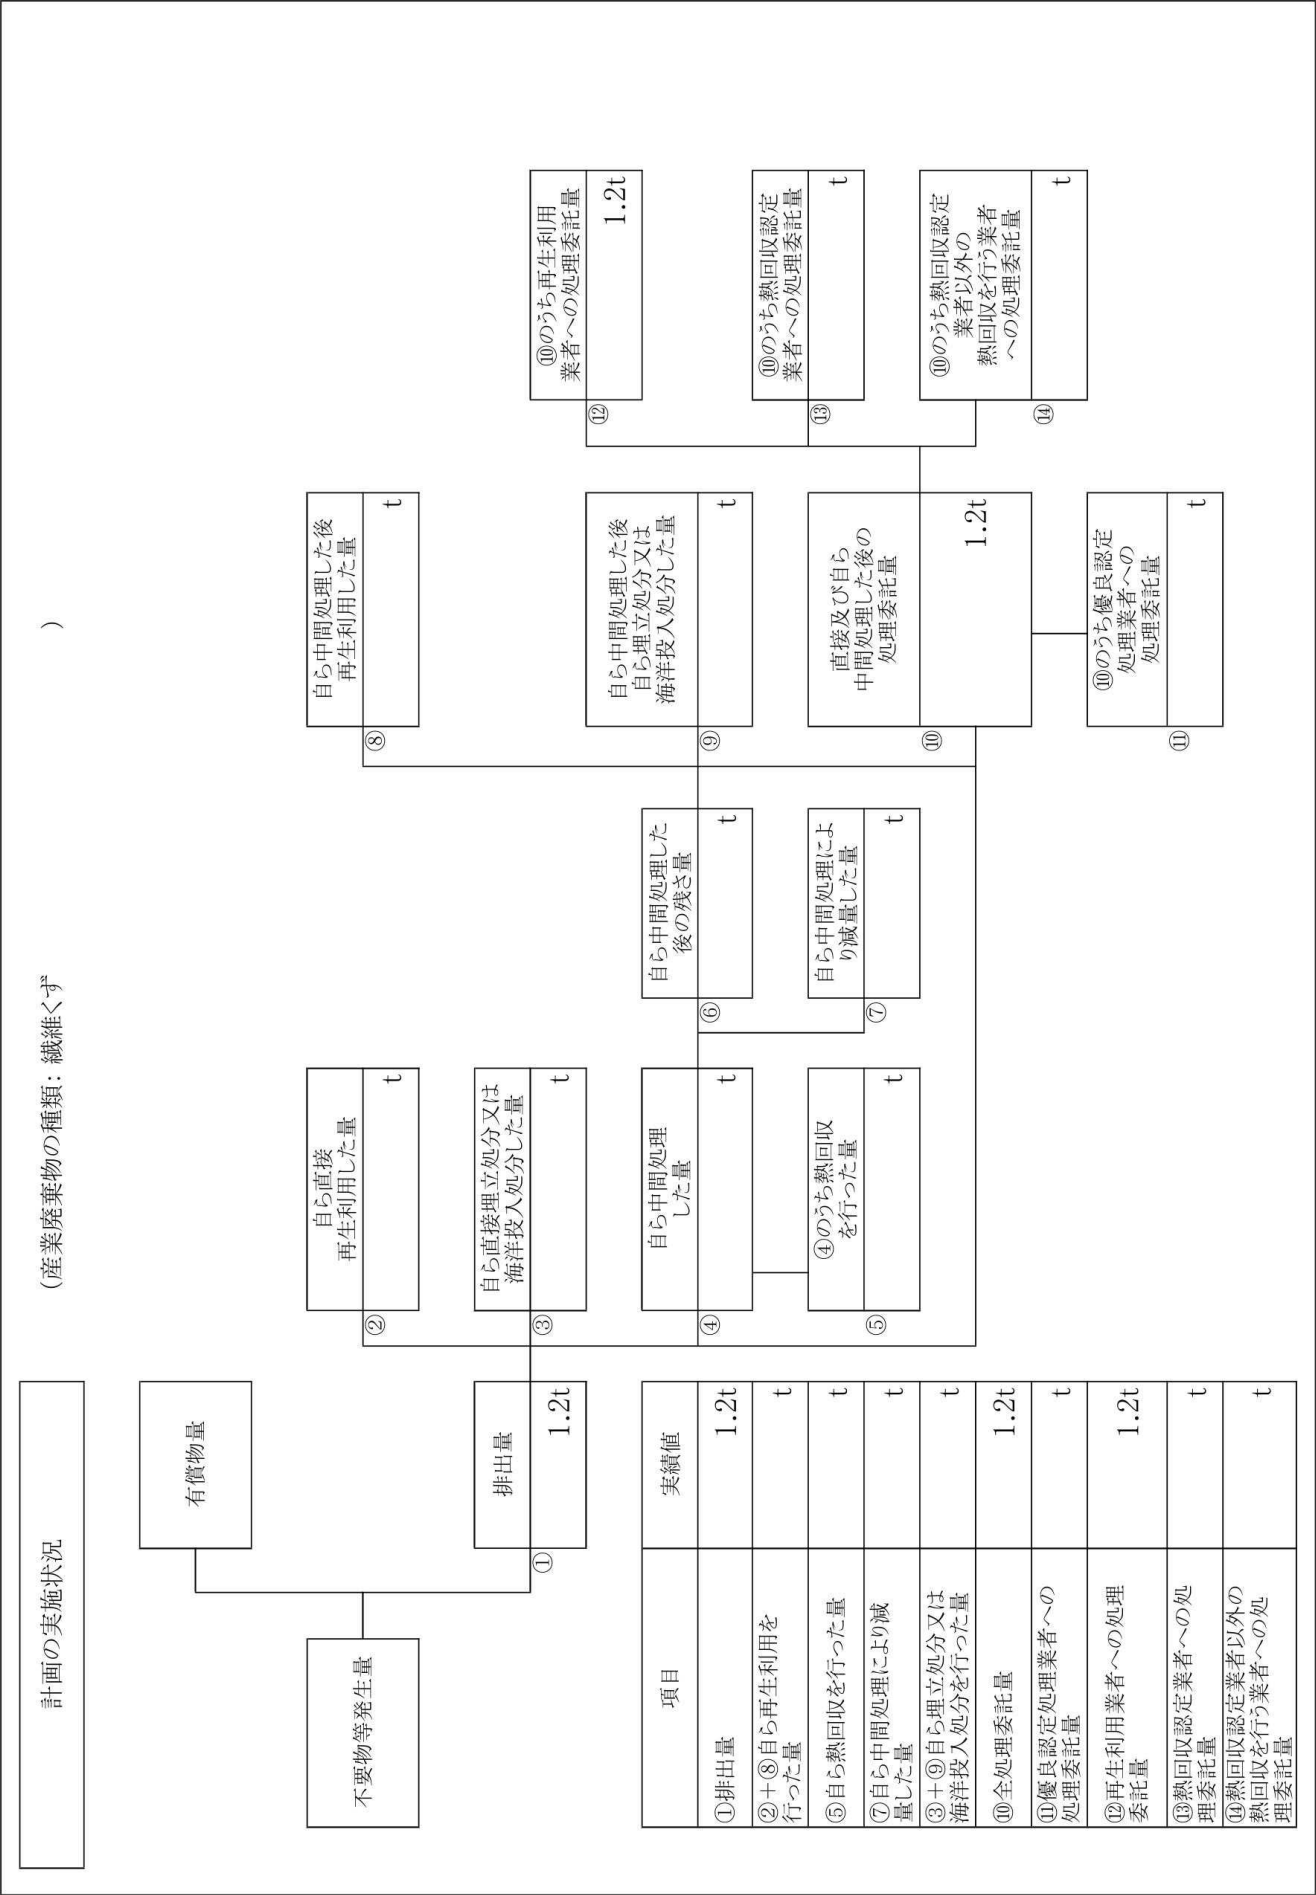 計画の実施状況
（産業廃棄物の種類：繊維くず　　　　　　　　　　）
有償物量
不要物等発生量
①
排出量
1.2t
②
自ら直接
再生利用した量
t
③
自ら直接埋立処分又は
海洋投入処分した量
t
④
自ら中間処理
した量
t
⑤
④のうち熱回収
を行った量
t
⑥
自ら中間処理した
後の残さ量
t
⑦
自ら中間処理によ
り減量した量
t
⑧
自ら中間処理した後
再生利用した量
t
⑨
自ら中間処理した後
自ら埋立処分又は
海洋投入処分した量
t
⑩
直接及び自ら
中間処理した後の
処理委託量
1.2t
⑪
⑩のうち優良認定
処理業者への
処理委託量
t
⑫
⑩のうち再生利用
業者への処理委託量
1.2t
⑬
⑩のうち熱回収認定
業者への処理委託量
t
⑭
⑩のうち熱回収認定
業者以外の
熱回収を行う業者
への処理委託量
t
項目 実績値
①排出量 1.2t
②＋⑧自ら再生利用を
行った量 t
⑤自ら熱回収を行った量 t
⑦自ら中間処理により減
量した量 t
③＋⑨自ら埋立処分又は
海洋投入処分を行った量 t
⑩全処理委託量 1.2t
⑪優良認定処理業者への
処理委託量 t
⑫再生利用業者への処理
委託量 1.2t
⑬熱回収認定業者への処
理委託量 t
⑭熱回収認定業者以外の
熱回収を行う業者への処
理委託量 t